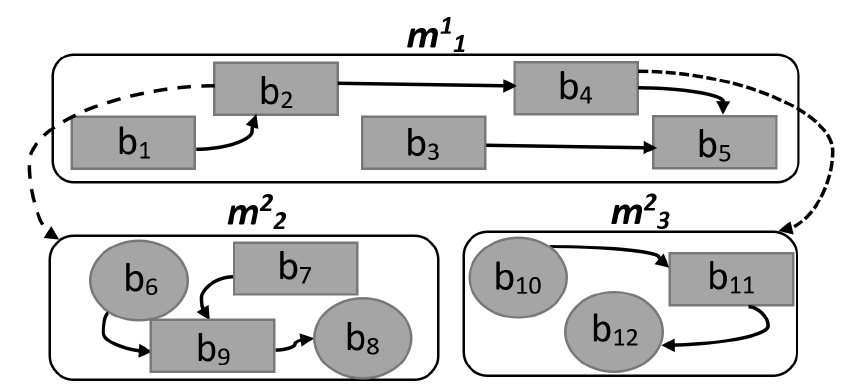 m¹₁
b₂
b₄
b₁
b₃
b₅
m²₂
m²₃
b₆
b₇
b₁₀
b₁₁
b₉
b₈
b₁₂